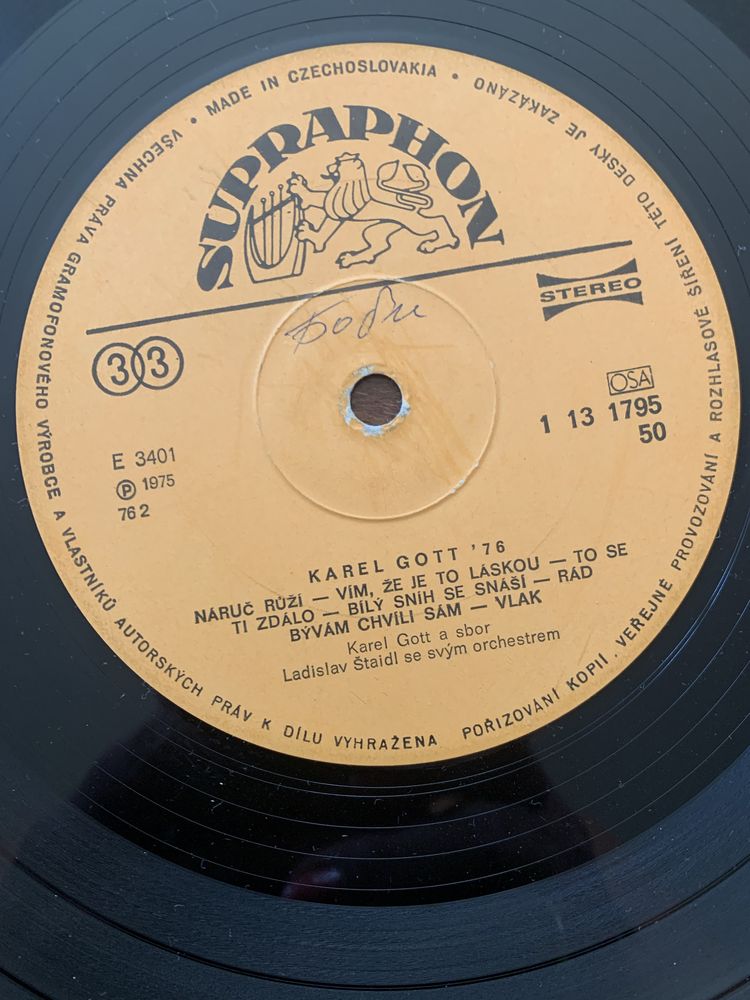 SUPRAPHON
MADE IN CZECHOSLOVAKIA • VŠECHNA PRÁVA GRAMOFONOVÉHO VÝROBCE A VLASTNÍKŮ AUTORSKÝCH PRÁV K DÍLU VYHRAŽENA
POŘIZOVÁNÍ KOPIÍ, VEŘEJNÉ PROVOZOVÁNÍ A ROZHLASOVÉ ŠÍŘENÍ TÉTO DESKY JE ZAKÁZÁNO •
STEREO
Боби
33
OSA
1 13 1795
50
E 3401
Ⓟ 1975
76 2
KAREL GOTT '76
NÁRUČ RŮŽÍ — VÍM, ŽE JE TO LÁSKOU — TO SE
TI ZDÁLO — BÍLÝ SNÍH SE SNÁŠÍ — RÁD
BÝVÁM CHVÍLI SÁM — VLAK
Karel Gott a sbor
Ladislav Štaidl se svým orchestrem